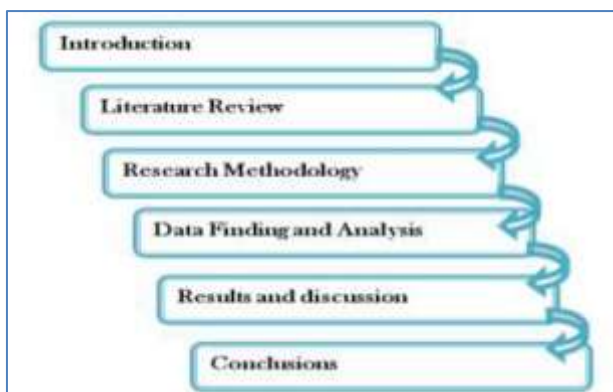 Introduction
Literature Review
Research Methodology
Data Finding and Analysis
Results and discussion
Conclusions